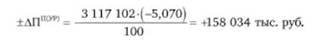 ±ΔП^П(УР) = 3 117 102·(–5,070) / 100 = +158 034 тыс. руб.